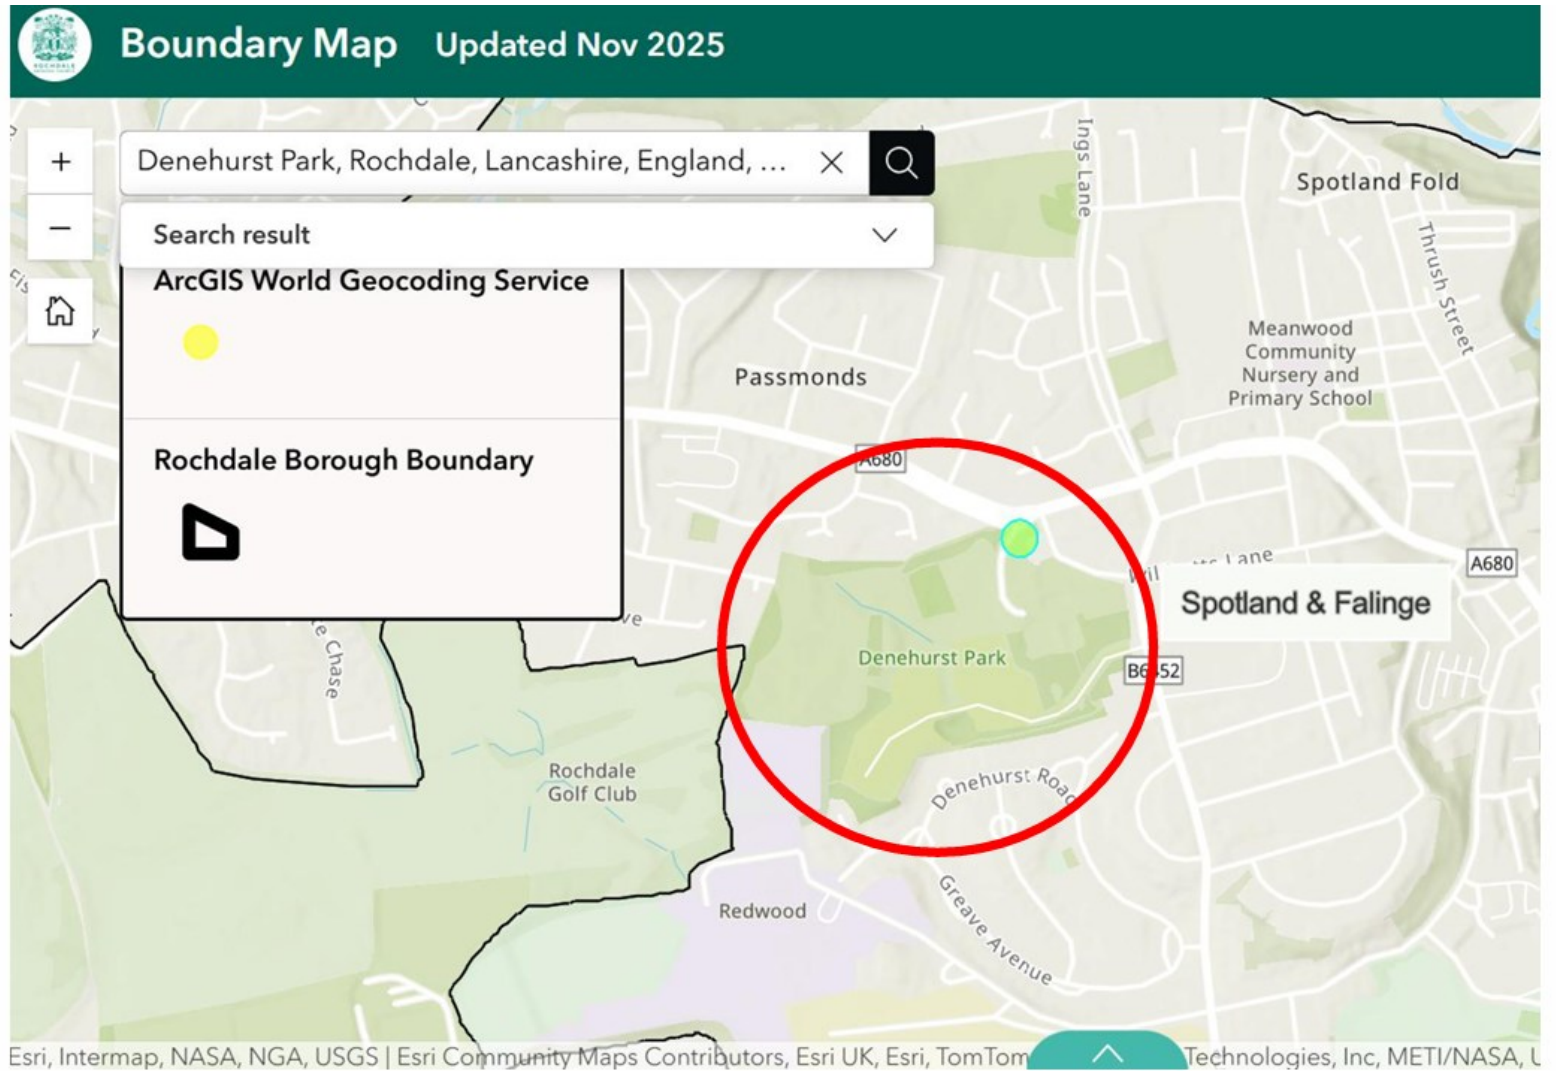 Boundary Map Updated Nov 2025
ROCHDALE
Denehurst Park, Rochdale, Lancashire, England, ...
Search result
ArcGIS World Geocoding Service
Rochdale Borough Boundary
Ings Lane
Spotland Fold
Thrush Street
Meanwood
Community
Nursery and
Primary School
Passmonds
A680
A680
Lane
Spotland & Falinge
Denehurst Park
Chase
Rochdale
Golf Club
Denehurst
Redwood
Greave Avenue
Esri, Intermap, NASA, NGA, USGS | Esri Community Maps Contributors, Esri UK, Esri, TomTom Technologies, Inc, METI/NASA,